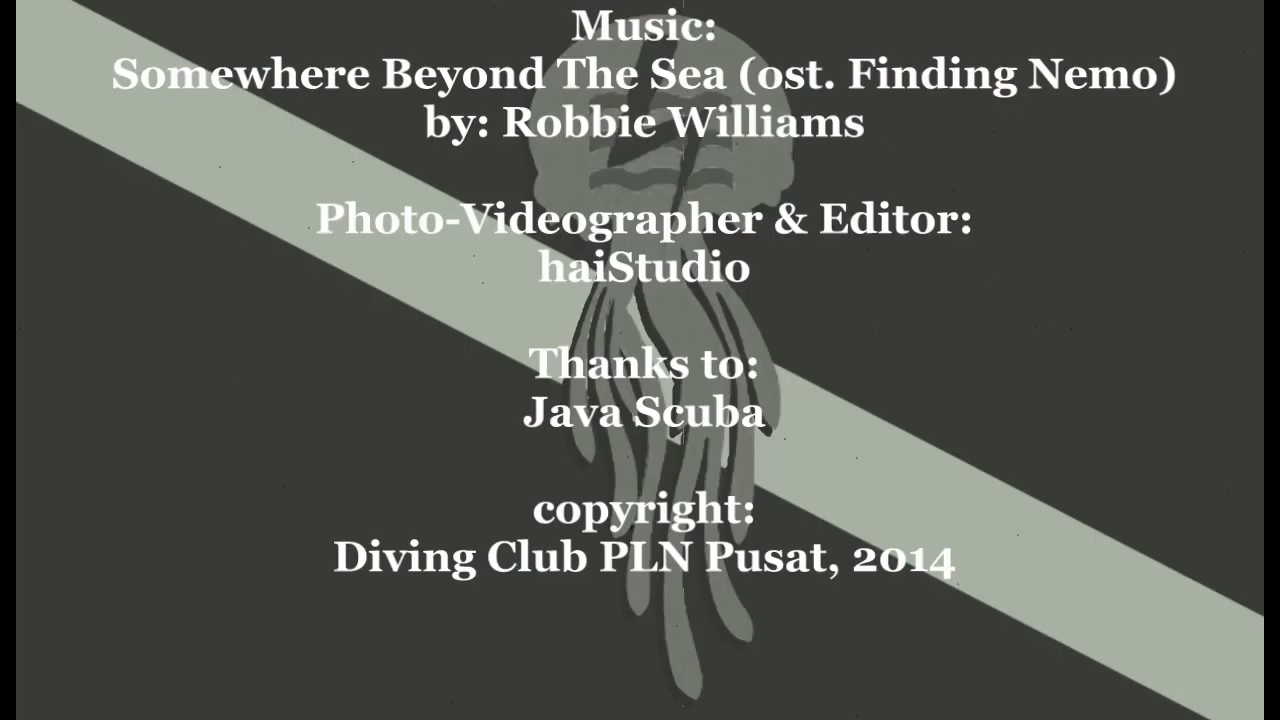 Music:
Somewhere Beyond The Sea (ost. Finding Nemo)
by: Robbie Williams
Photo-Videographer & Editor:
haiStudio
Thanks to:
Java Scuba
copyright:
Diving Club PLN Pusat, 2014